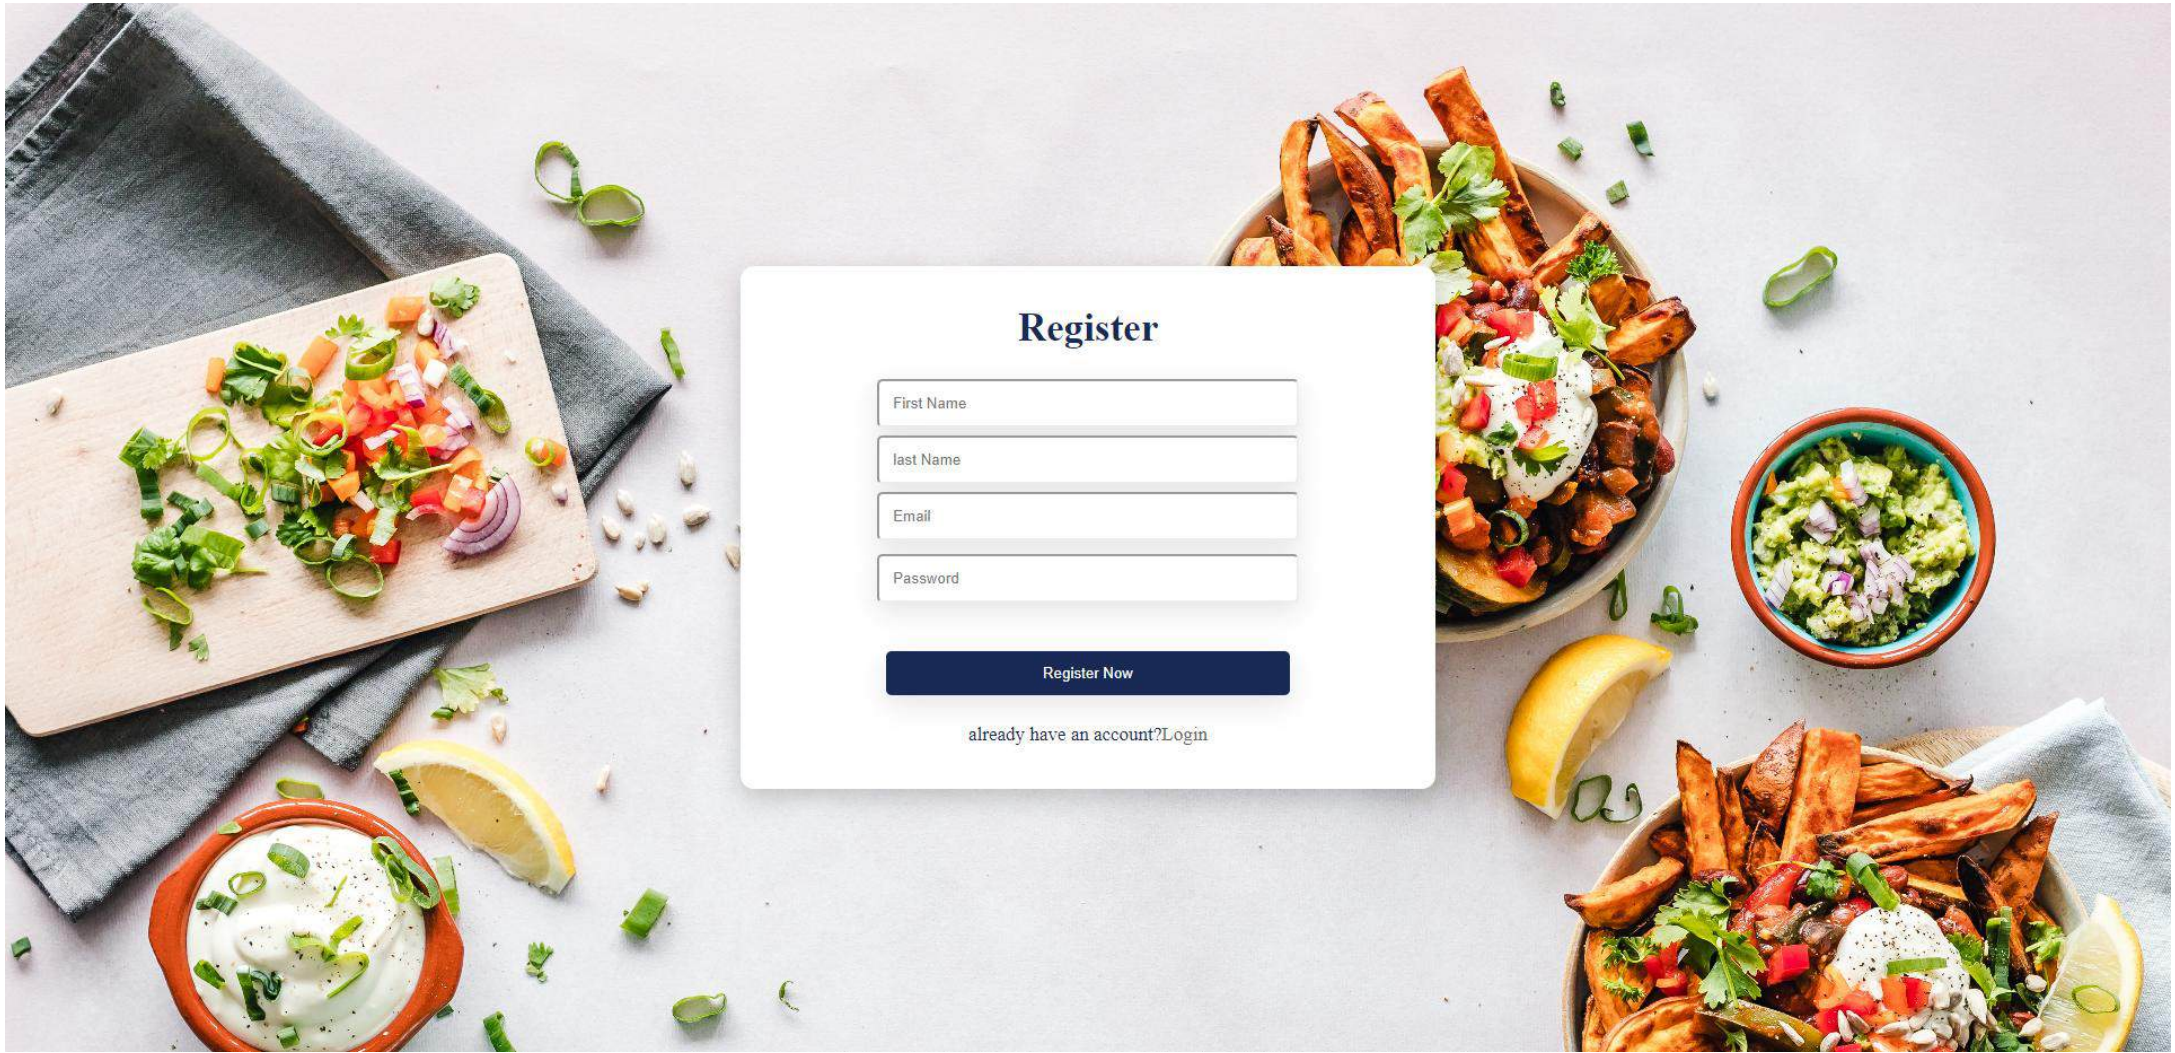 Register
First Name
last Name
Email
Password
Register Now
already have an account?Login